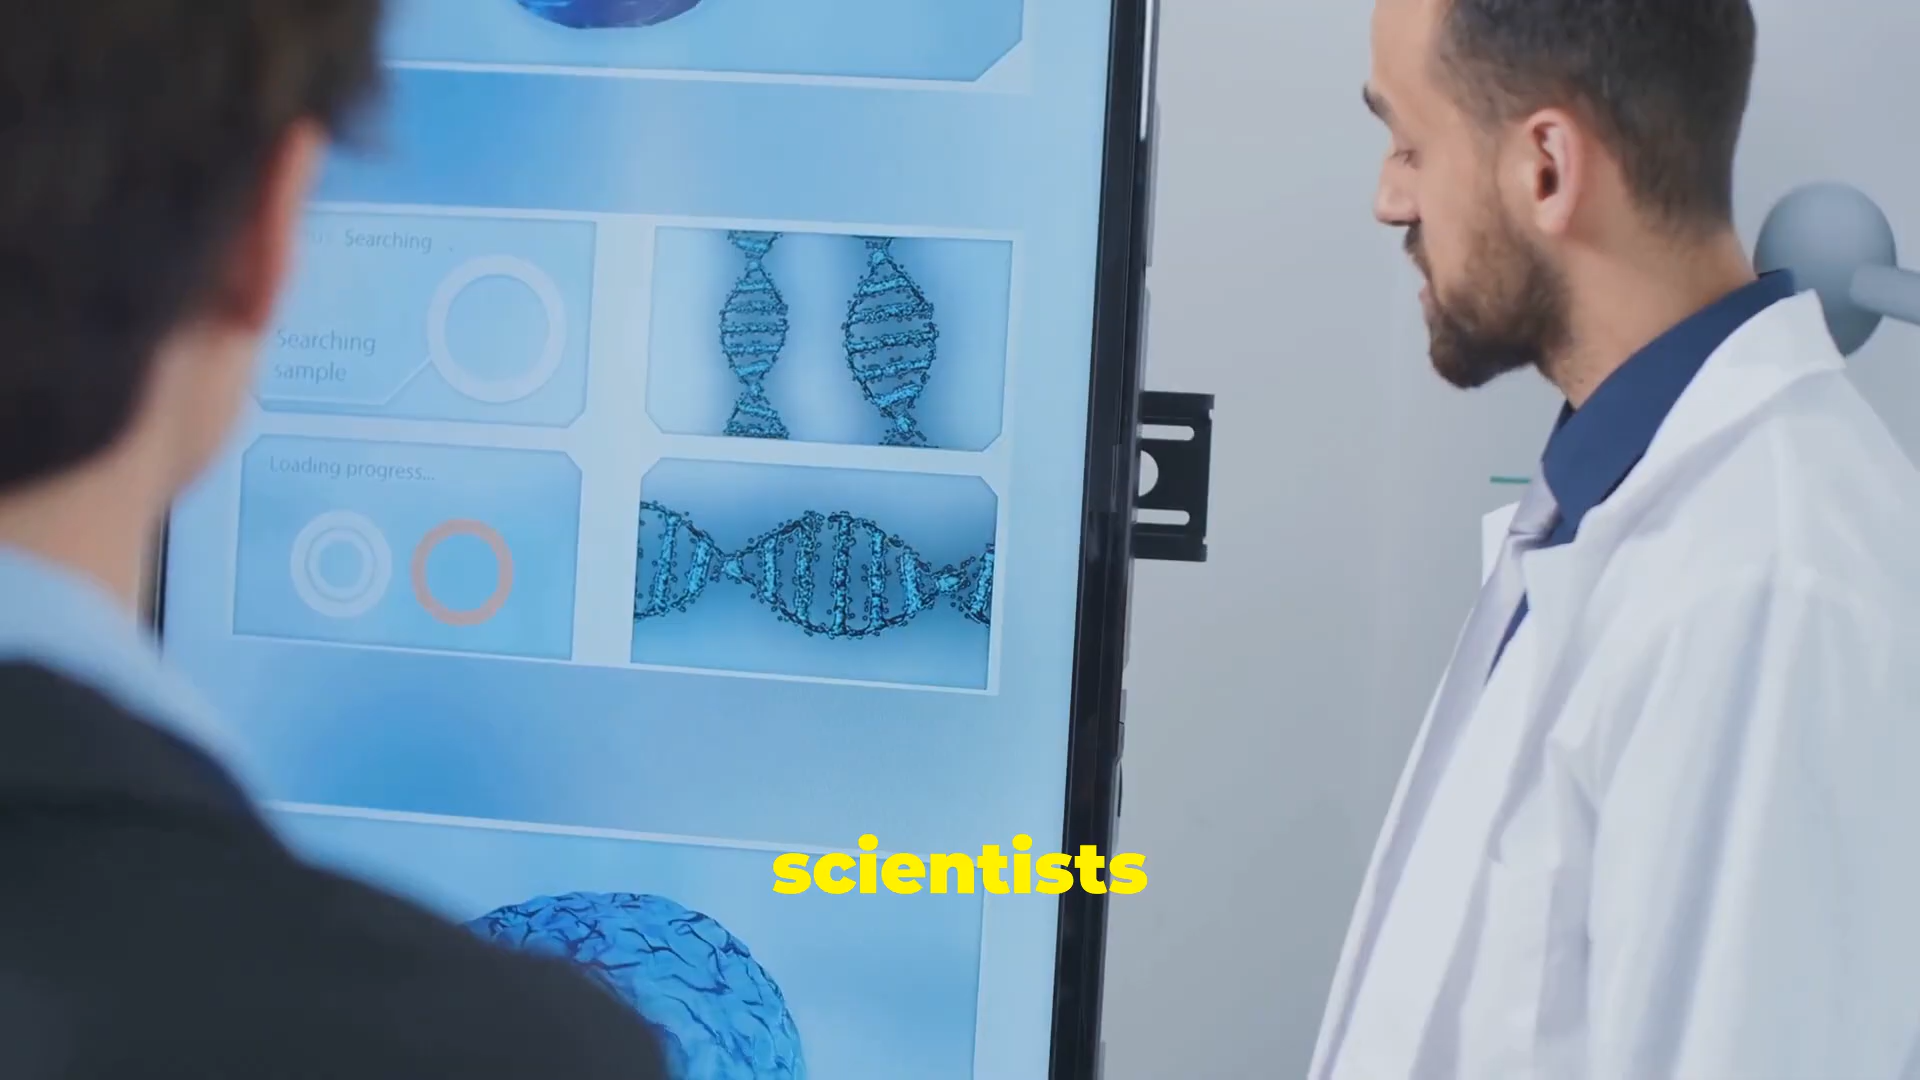 Searching
Searching
sample
Loading progress...
scientists